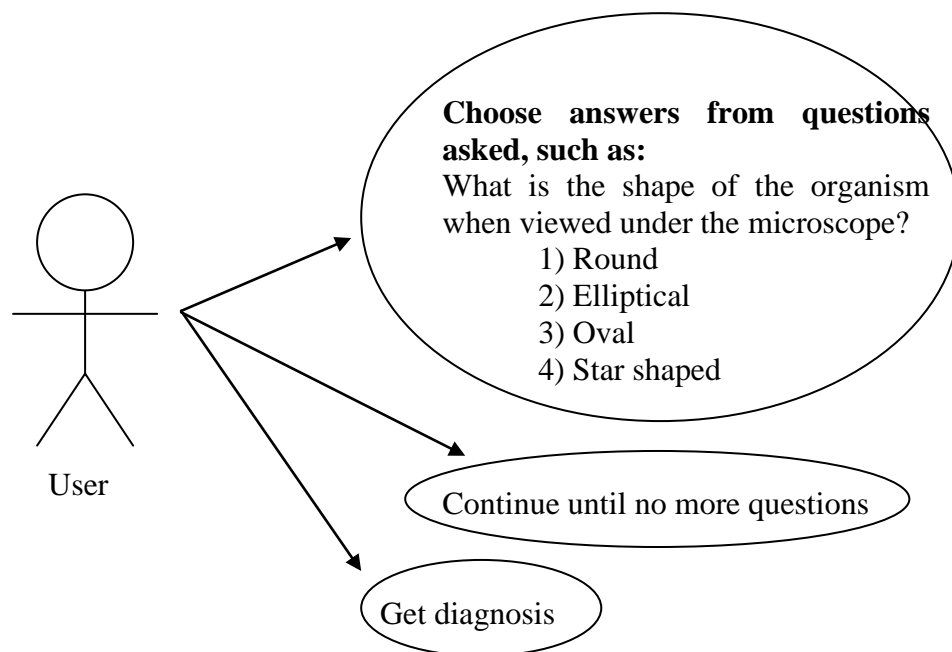 Choose answers from questions
asked, such as:
What is the shape of the organism
when viewed under the microscope?
1) Round
2) Elliptical
3) Oval
4) Star shaped
User
Continue until no more questions
Get diagnosis